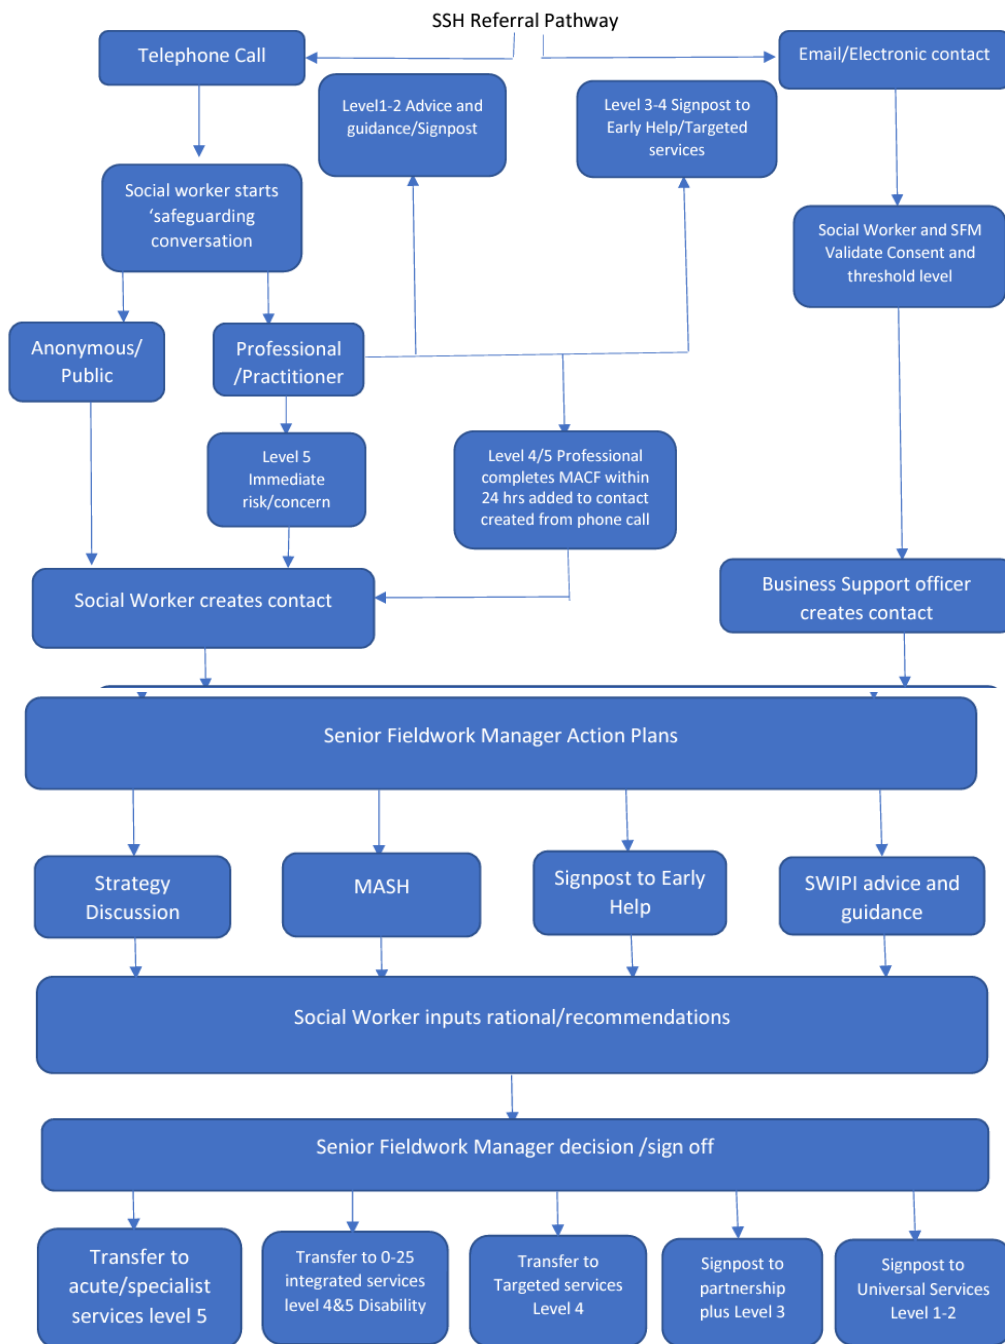 SSH Referral Pathway
Telephone Call
Email/Electronic contact
Level1-2 Advice and
guidance/Signpost
Level 3-4 Signpost to
Early Help/Targeted
services
Social worker starts
‘safeguarding
conversation
Social Worker and SFM
Validate Consent and
threshold level
Anonymous/
Public
Professional
/Practitioner
Level 5
Immediate
risk/concern
Level 4/5 Professional
completes MACF within
24 hrs added to contact
created from phone call
Social Worker creates contact
Business Support officer
creates contact
Senior Fieldwork Manager Action Plans
Strategy
Discussion
MASH
Signpost to Early
Help
SWIPI advice and
guidance
Social Worker inputs rational/recommendations
Senior Fieldwork Manager decision /sign off
Transfer to
acute/specialist
services level 5
Transfer to 0-25
integrated services
level 4&5 Disability
Transfer to
Targeted services
Level 4
Signpost to
partnership
plus Level 3
Signpost to
Universal Services
Level 1-2